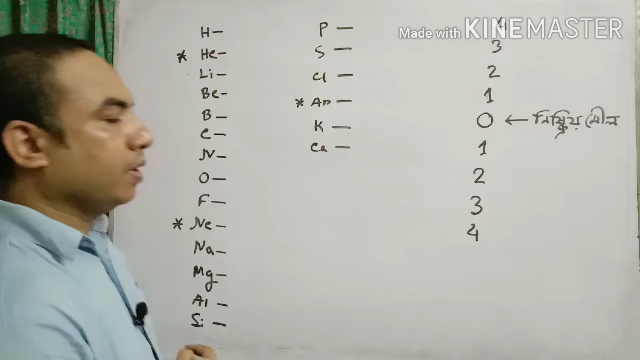 Made with KINEMASTER
H —
* He —
Li —
Be —
B —
C —
N —
O —
F —
* Ne —
Na —
Mg —
Al —
Si —
P —
S —
Cl —
* Ar —
K —
Ca —
4
3
2
1
0 ← নিষ্ক্রিয় মৌল
1
2
3
4